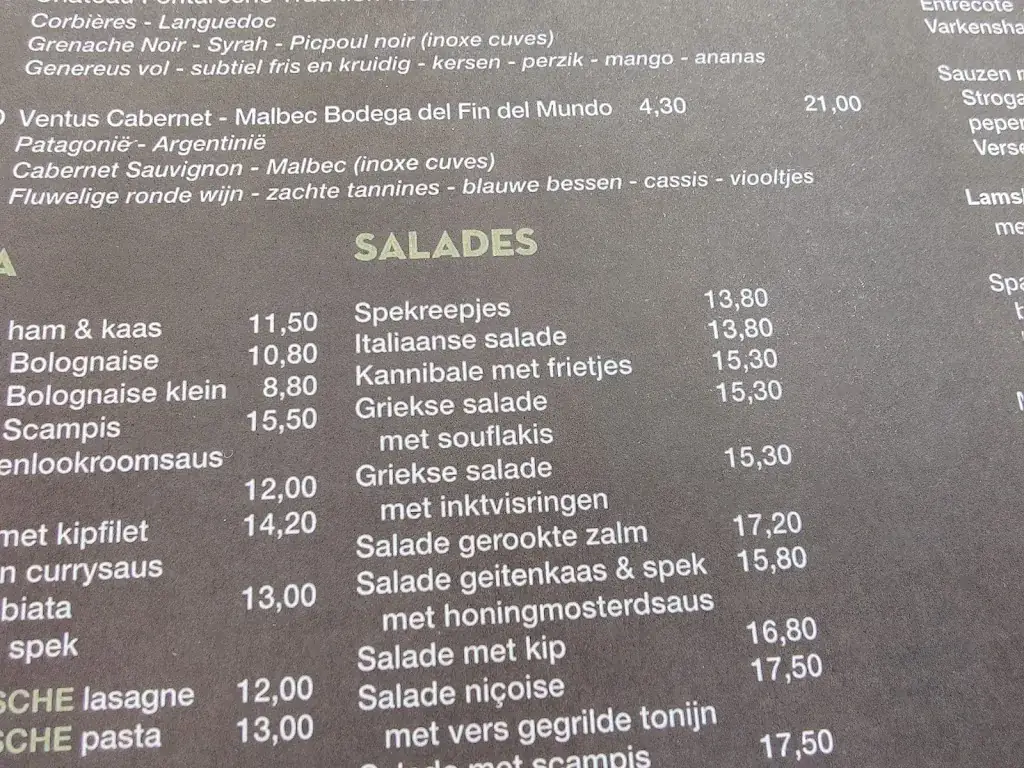 Corbières - Languedoc
Grenache Noir - Syrah - Picpoul noir (inoxe cuves)
Genereus vol - subtiel fris en kruidig - kersen - perzik - mango - ananas
Ventus Cabernet - Malbec Bodega del Fin del Mundo 4,30 21,00
Patagonië - Argentinië
Cabernet Sauvignon - Malbec (inoxe cuves)
Fluwelige ronde wijn - zachte tannines - blauwe bessen - cassis - viooltjes
A
ham & kaas 11,50
Bolognaise 10,80
Bolognaise klein 8,80
Scampis 15,50
enlookroomsaus
12,00
met kipfilet 14,20
n currysaus
biata 13,00
spek
SCHE lasagne 12,00
SCHE pasta 13,00
SALADES
Spekreepjes 13,80
Italiaanse salade 13,80
Kannibale met frietjes 15,30
Griekse salade 15,30
met souflakis
Griekse salade 15,30
met inktvisringen
Salade gerookte zalm 17,20
Salade geitenkaas & spek 15,80
met honingmosterdsaus
Salade met kip 16,80
Salade niçoise 17,50
met vers gegrilde tonijn
Salade met scampis 17,50
Entrecote
Varkensha
Sauzen
Stroga
peper
Verse
Lams
me
Spa